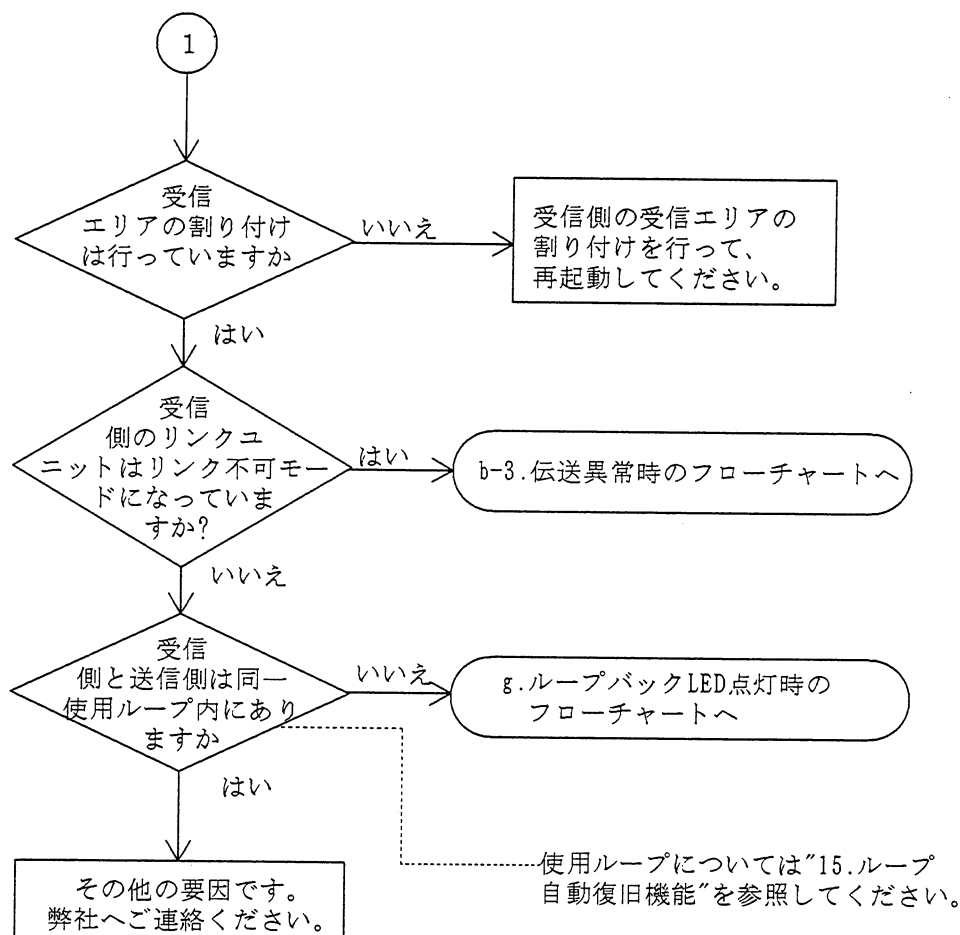 1
受信
エリアの割り付け
は行っていますか
いいえ
受信側の受信エリアの
割り付けを行って、
再起動してください。
はい
受信
側のリンクユ
ニットはリンク不可モー
ドになっていま
すか?
はい
b-3.伝送異常時のフローチャートへ
いいえ
受信
側と送信側は同一
使用ループ内にあり
ますか
いいえ
g.ループバックLED点灯時の
フローチャートへ
はい
使用ループについては"15.ループ
自動復旧機能"を参照してください。
その他の要因です。
弊社へご連絡ください。